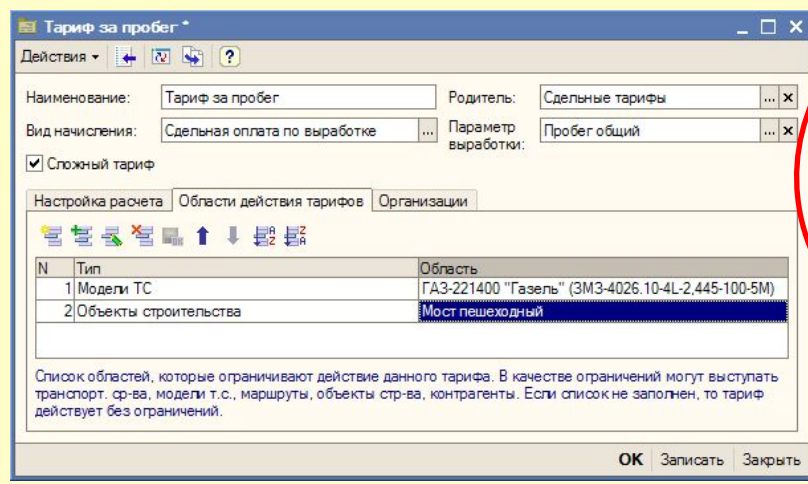 Тариф за пробег *
Действия
Наименование: Тариф за пробег Родитель: Сдельные тарифы ... x
Вид начисления: Сдельная оплата по выработке ... Параметр выработки: Пробег общий ... x
Сложный тариф
Настройка расчета Области действия тарифов Организации
N Тип Область
1 Модели ТС ГАЗ-221400 "Газель" (ЗМЗ-4026.10-4L-2,445-100-5М)
2 Объекты строительства Мост пешеходный
Список областей, которые ограничивают действие данного тарифа. В качестве ограничений могут выступать
транспорт. ср-ва, модели т.с., маршруты, объекты стр-ва, контрагенты. Если список не заполнен, то тариф
действует без ограничений.
OK Записать Закрыть